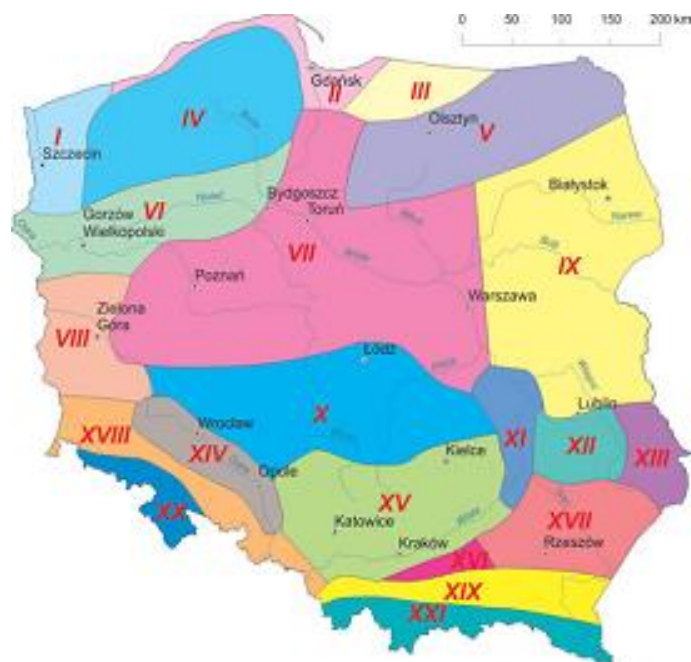 0 50 100 150 200 km
Gdańsk
II
III
I
IV
Olsztyn
V
Szczecin
Białystok
Bydgoszcz
Toruń
VI
Gorzów
Wielkopolski
VII
IX
Poznań
Warszawa
Zielona
Góra
VIII
Łódź
X
Lublin
XVIII
Wrocław
XIV
XI
XII
XIII
Kielce
Opole
XX
XV
XVII
Katowice
Kraków
Rzeszów
XVI
XIX
XXI